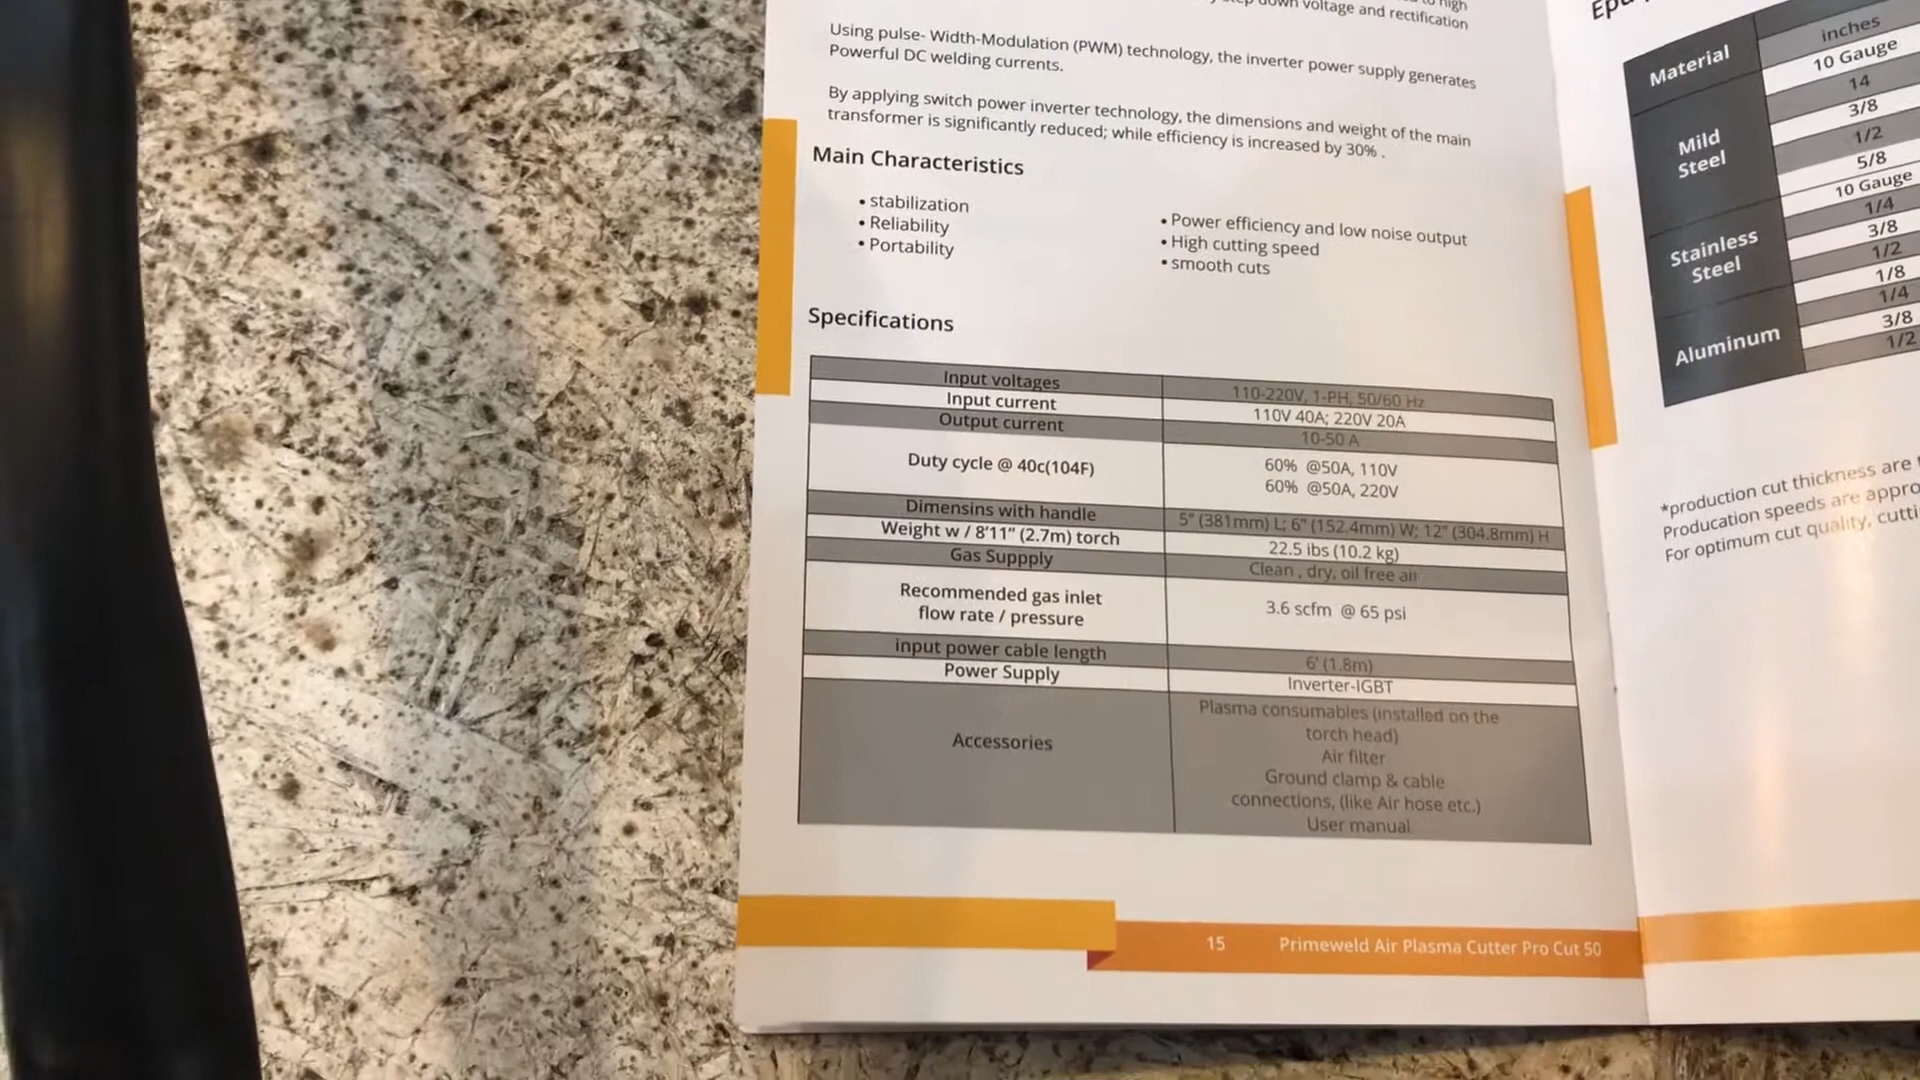 high
down voltage and rectification
Using pulse- Width-Modulation (PWM) technology, the inverter power supply generates
Powerful DC welding currents.
By applying switch power inverter technology, the dimensions and weight of the main
transformer is significantly reduced; while efficiency is increased by 30% .
Main Characteristics
• stabilization
• Reliability
• Portability
• Power efficiency and low noise output
• High cutting speed
• smooth cuts
Specifications
Input voltages 110-220V, 1-PH, 50/60 Hz
Input current 110V 40A; 220V 20A
Output current 10-50 A
Duty cycle @ 40c(104F) 60% @50A, 110V
60% @50A, 220V
Dimensins with handle 5" (381mm) L; 6" (152.4mm) W; 12" (304.8mm) H
Weight w / 8'11" (2.7m) torch 22.5 ibs (10.2 kg)
Gas Suppply Clean , dry, oil free air
Recommended gas inlet
flow rate / pressure 3.6 scfm @ 65 psi
input power cable length 6' (1.8m)
Power Supply Inverter-IGBT
Accessories Plasma consumables (installed on the
torch head)
Air filter
Ground clamp & cable
connections, (like Air hose etc.)
User manual
15 Primeweld Air Plasma Cutter Pro Cut 50
Material inches
Mild
Steel
10 Gauge
14
3/8
1/2
5/8
Stainless
Steel
10 Gauge
1/4
3/8
1/2
Aluminum
1/8
1/4
3/8
1/2
*production cut thickness are
Producation speeds are
For optimum cut quality,